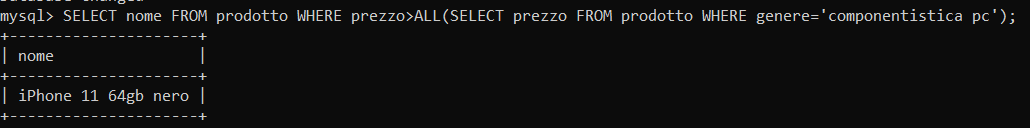 mysql> SELECT nome FROM prodotto WHERE prezzo>ALL(SELECT prezzo FROM prodotto WHERE genere='componentistica pc');
+---------------------+
| nome                |
+---------------------+
| iPhone 11 64gb nero |
+---------------------+